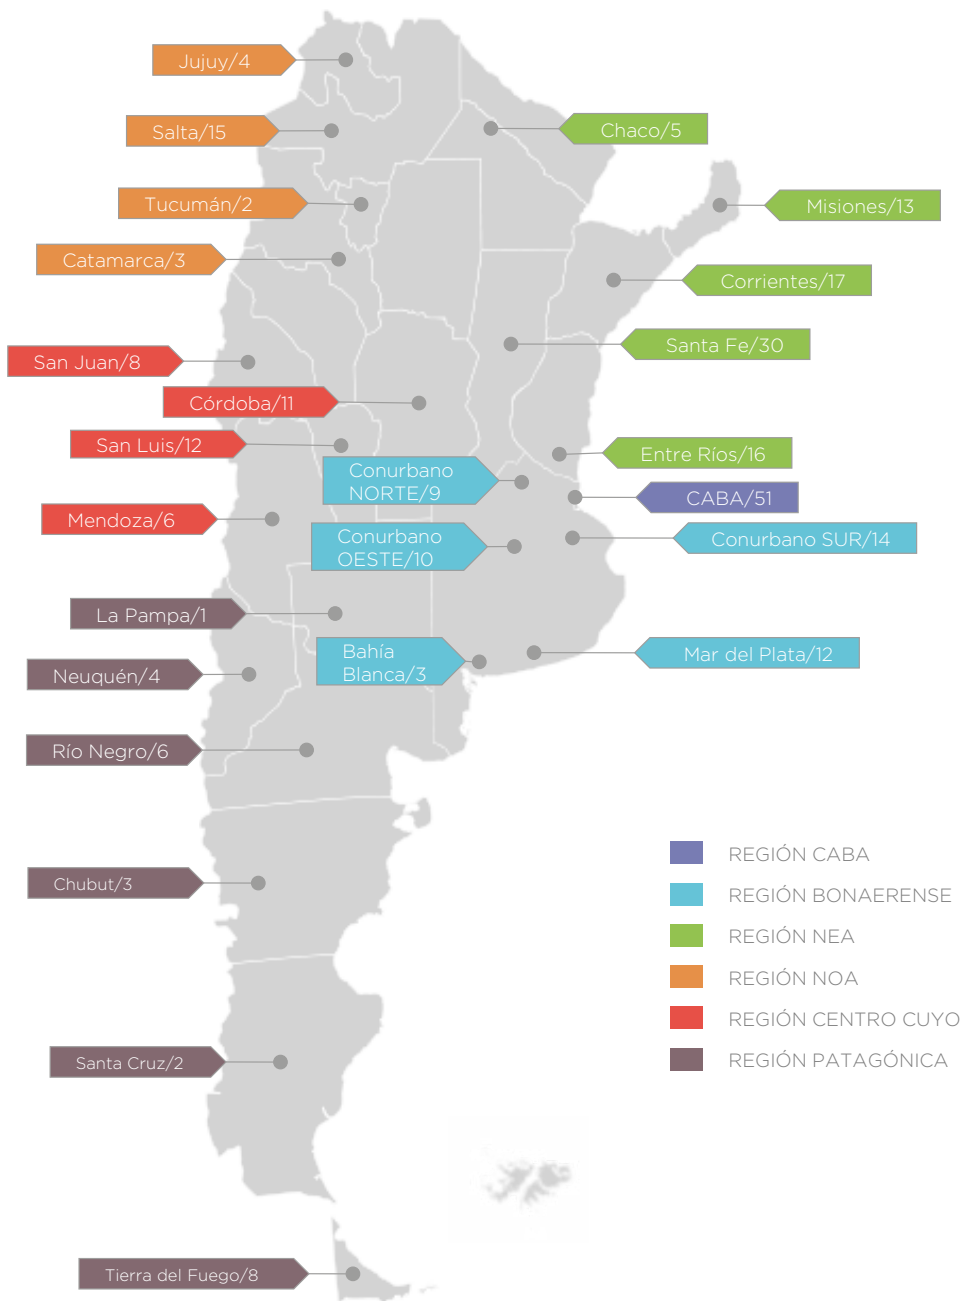 Jujuy/4
Salta/15
Chaco/5
Tucumán/2
Misiones/13
Catamarca/3
Corrientes/17
Santa Fe/30
San Juan/8
Córdoba/11
San Luis/12
Entre Ríos/16
Conurbano
NORTE/9
CABA/51
Mendoza/6
Conurbano
OESTE/10
Conurbano SUR/14
La Pampa/1
Bahía
Blanca/3
Mar del Plata/12
Neuquén/4
Río Negro/6
Chubut/3
Santa Cruz/2
Tierra del Fuego/8
REGIÓN CABA
REGIÓN BONAERENSE
REGIÓN NEA
REGIÓN NOA
REGIÓN CENTRO CUYO
REGIÓN PATAGÓNICA